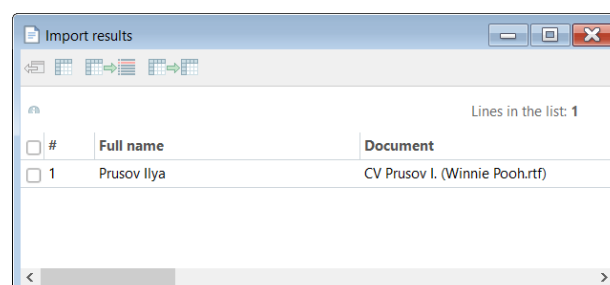 Import results
Lines in the list: 1
# Full name Document
1 Prusov Ilya CV Prusov I. (Winnie Pooh.rtf)